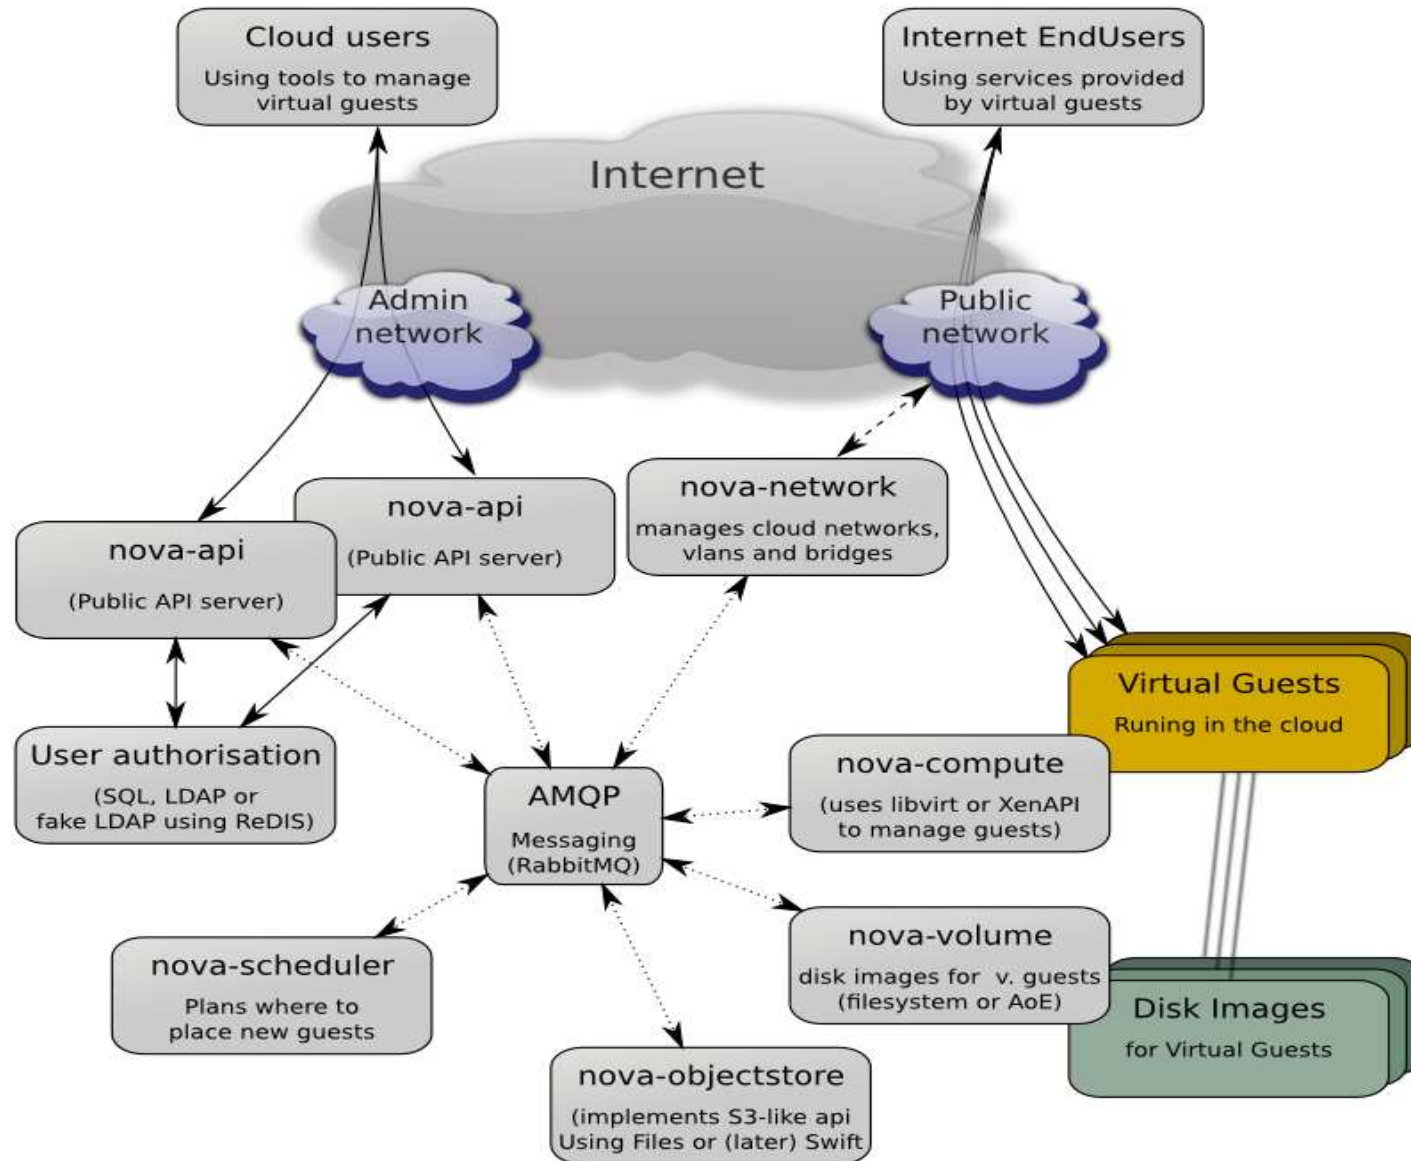 Cloud users
Using tools to manage
virtual guests
Internet EndUsers
Using services provided
by virtual guests
Internet
Admin
network
Public
network
nova-api
(Public API server)
nova-api
(Public API server)
nova-network
manages cloud networks,
vlans and bridges
Virtual Guests
Runing in the cloud
User authorisation
(SQL, LDAP or
fake LDAP using ReDIS)
AMQP
Messaging
(RabbitMQ)
nova-compute
(uses libvirt or XenAPI
to manage guests)
nova-scheduler
Plans where to
place new guests
nova-volume
disk images for v. guests
(filesystem or AoE)
Disk Images
for Virtual Guests
nova-objectstore
(implements S3-like api
Using Files or (later) Swift